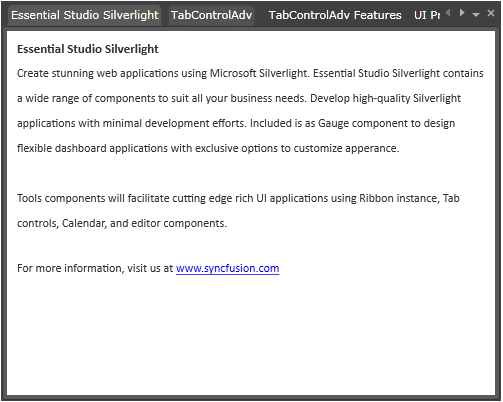 Essential Studio Silverlight TabControlAdv TabControlAdv Features UI Pr
Essential Studio Silverlight
Create stunning web applications using Microsoft Silverlight. Essential Studio Silverlight contains
a wide range of components to suit all your business needs. Develop high-quality Silverlight
applications with minimal development efforts. Included is as Gauge component to design
flexible dashboard applications with exclusive options to customize apperance.
Tools components will facilitate cutting edge rich UI applications using Ribbon instance, Tab
controls, Calendar, and editor components.
For more information, visit us at www.syncfusion.com